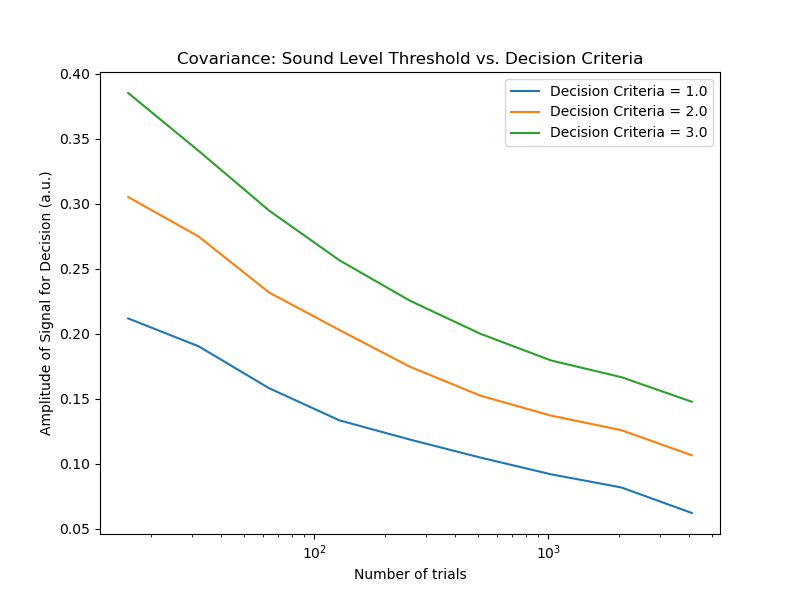 Covariance: Sound Level Threshold vs. Decision Criteria
Decision Criteria = 1.0
Decision Criteria = 2.0
Decision Criteria = 3.0
Amplitude of Signal for Decision (a.u.)
0.40
0.35
0.30
0.25
0.20
0.15
0.10
0.05
10²
10³
Number of trials